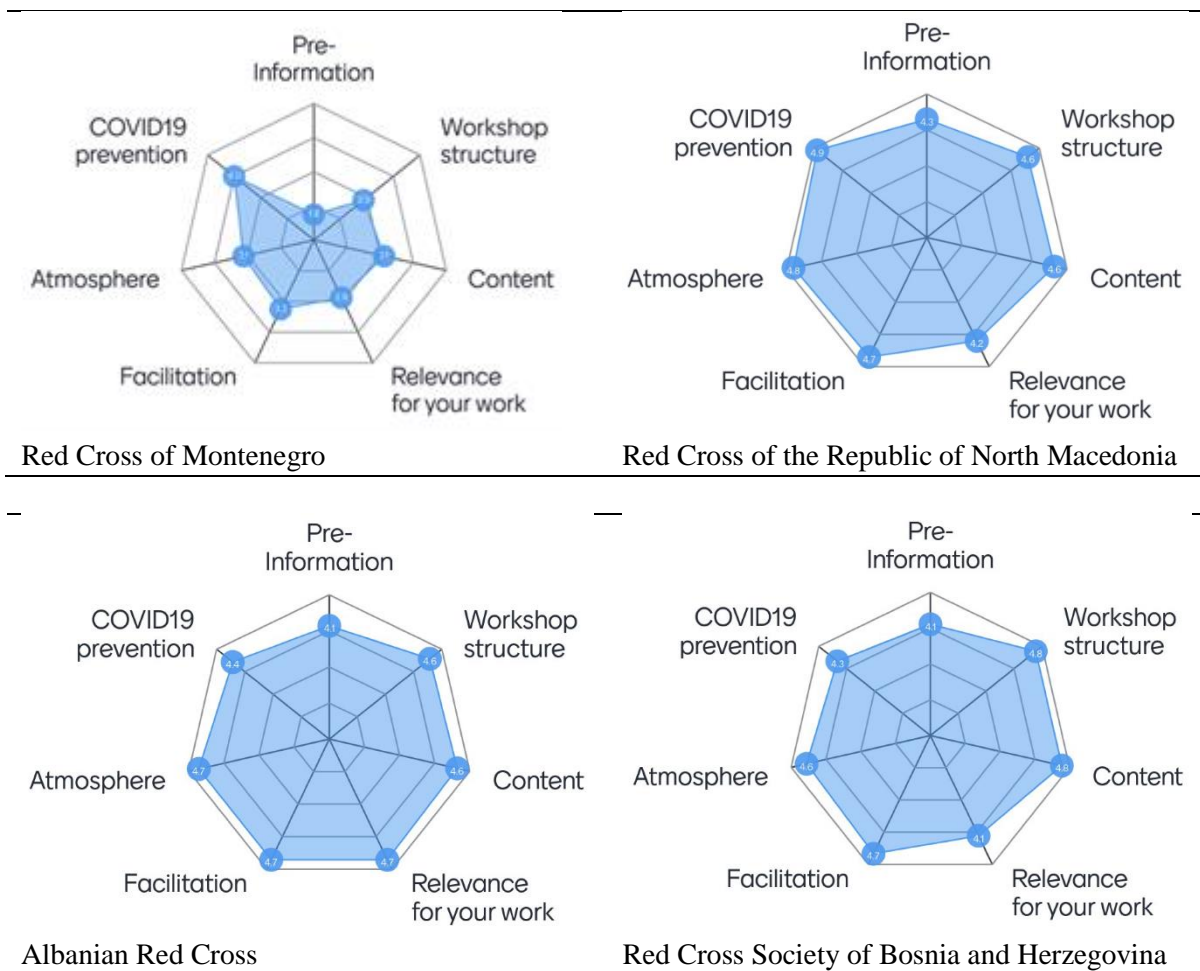 Pre-
Information
COVID19
prevention
Workshop
structure
Atmosphere
Content
Facilitation
Relevance
for your work
Red Cross of Montenegro
Pre-
Information
4.3
COVID19
prevention
4.9
Workshop
structure
4.6
Atmosphere
4.8
Content
4.6
Facilitation
4.7
Relevance
for your work
4.2
Red Cross of the Republic of North Macedonia
Pre-
Information
4.1
COVID19
prevention
4.4
Workshop
structure
4.6
Atmosphere
4.7
Content
4.6
Facilitation
4.7
Relevance
for your work
4.7
Albanian Red Cross
Pre-
Information
4.1
COVID19
prevention
4.3
Workshop
structure
4.8
Atmosphere
4.6
Content
4.8
Facilitation
4.7
Relevance
for your work
4.1
Red Cross Society of Bosnia and Herzegovina